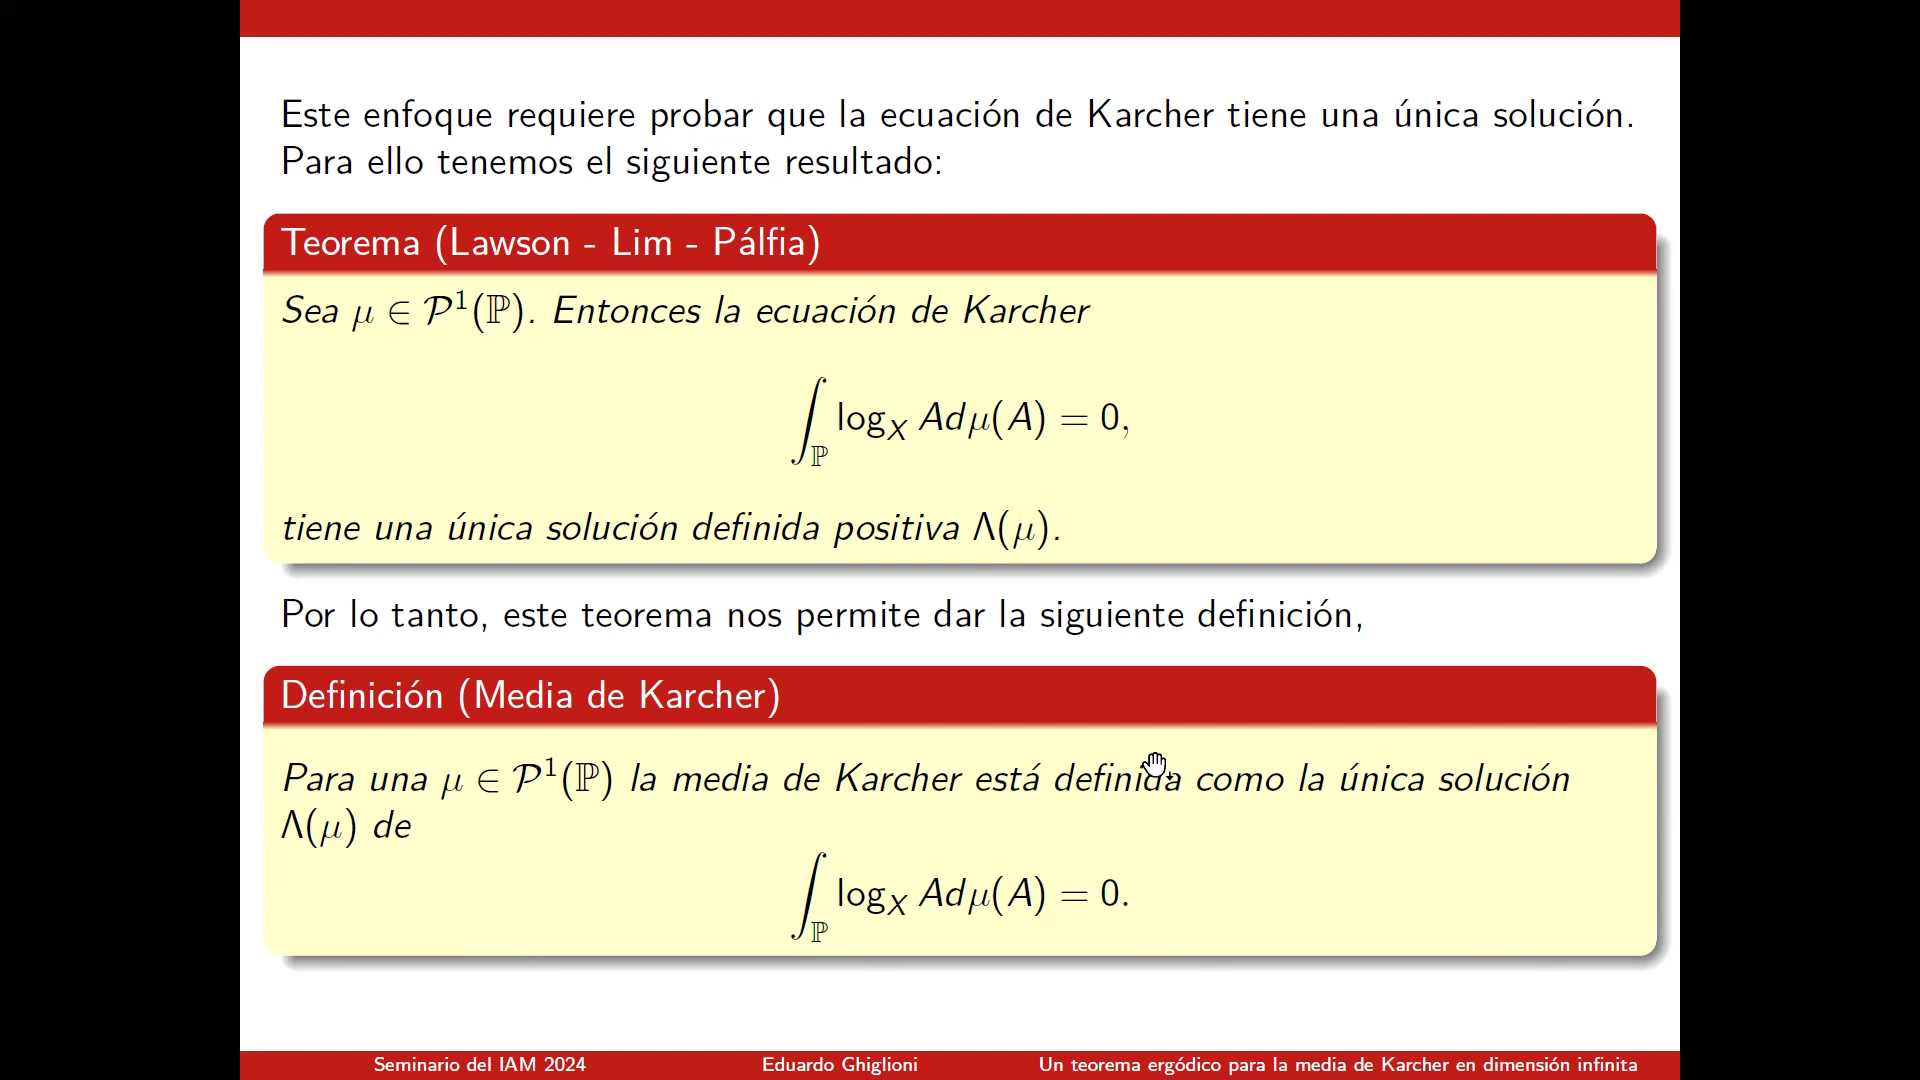 Este enfoque requiere probar que la ecuación de Karcher tiene una única solución.
Para ello tenemos el siguiente resultado:
Teorema (Lawson - Lim - Pálfia)
Sea μ ∈ 𝒫¹(ℙ). Entonces la ecuación de Karcher
∫_ℙ log_X Adμ(A) = 0,
tiene una única solución definida positiva Λ(μ).
Por lo tanto, este teorema nos permite dar la siguiente definición,
Definición (Media de Karcher)
Para una μ ∈ 𝒫¹(ℙ) la media de Karcher está definida como la única solución
Λ(μ) de
∫_ℙ log_X Adμ(A) = 0.
Seminario del IAM 2024 Eduardo Ghiglioni Un teorema ergódico para la media de Karcher en dimensión infinita